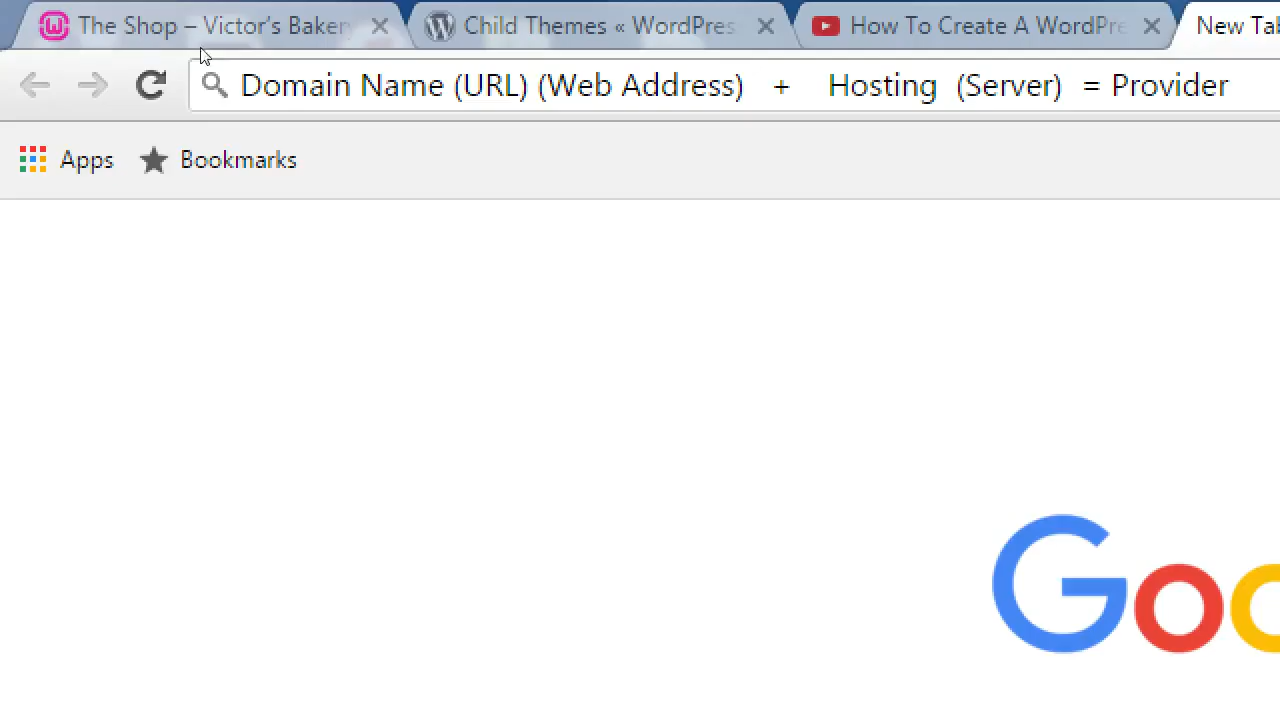 The Shop – Victor's Baker
Child Themes « WordPres
How To Create A WordPre
New Tab
Domain Name (URL) (Web Address) + Hosting (Server) = Provider
Apps
Bookmarks
Goo